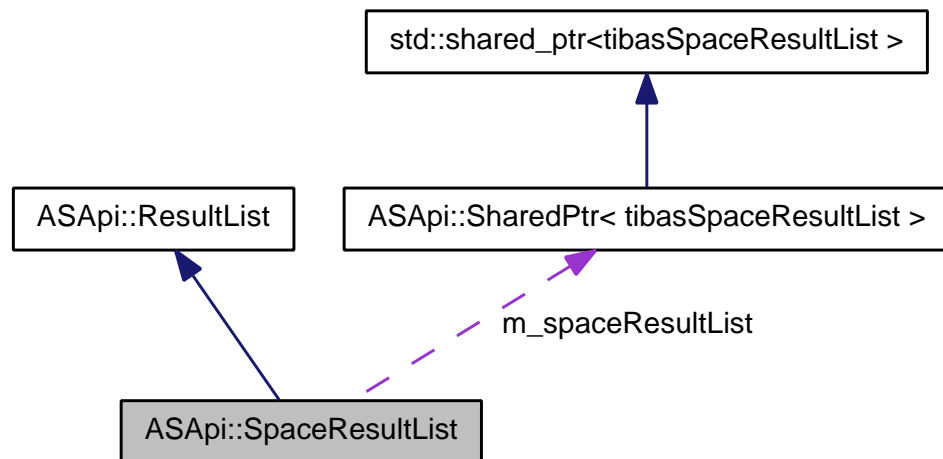 std::shared_ptr<tibasSpaceResultList >
ASApi::ResultList
ASApi::SharedPtr< tibasSpaceResultList >
m_spaceResultList
ASApi::SpaceResultList